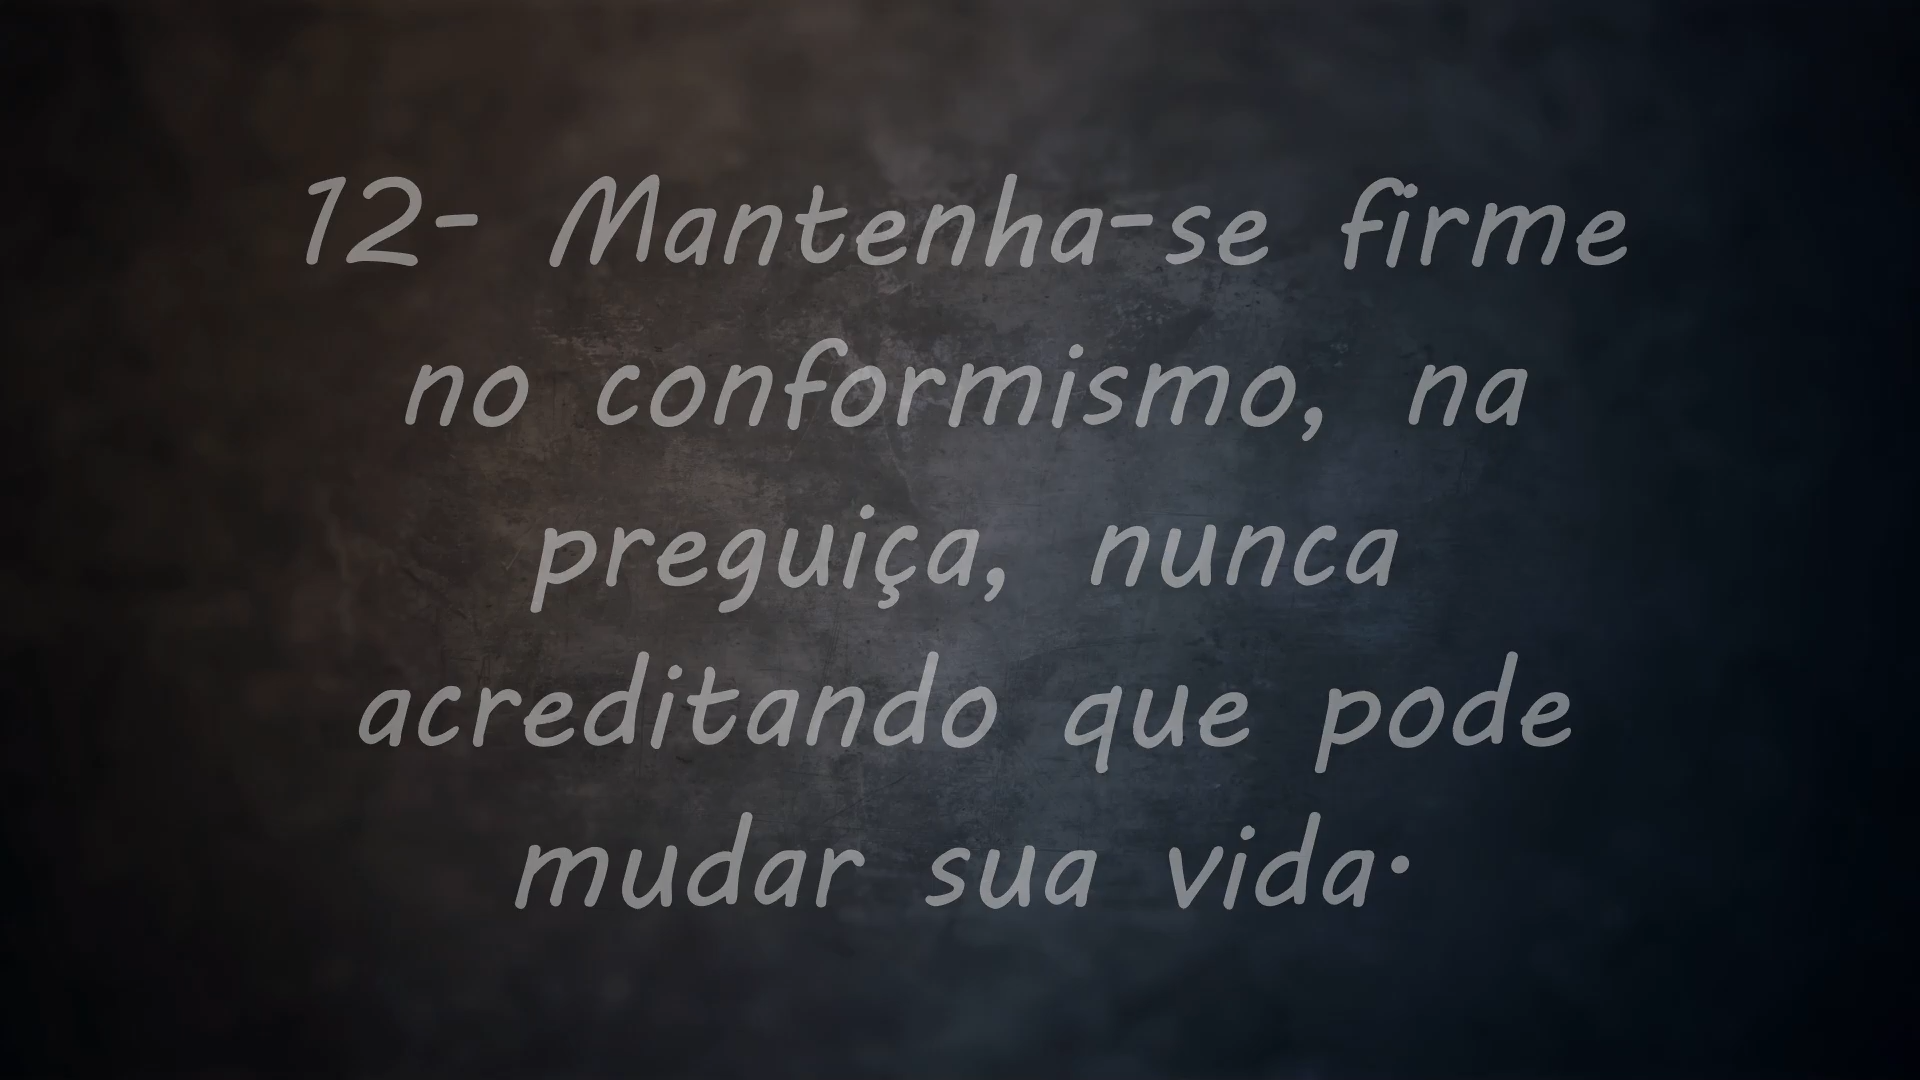 12- Mantenha-se firme
no conformismo, na
preguiça, nunca
acreditando que pode
mudar sua vida.